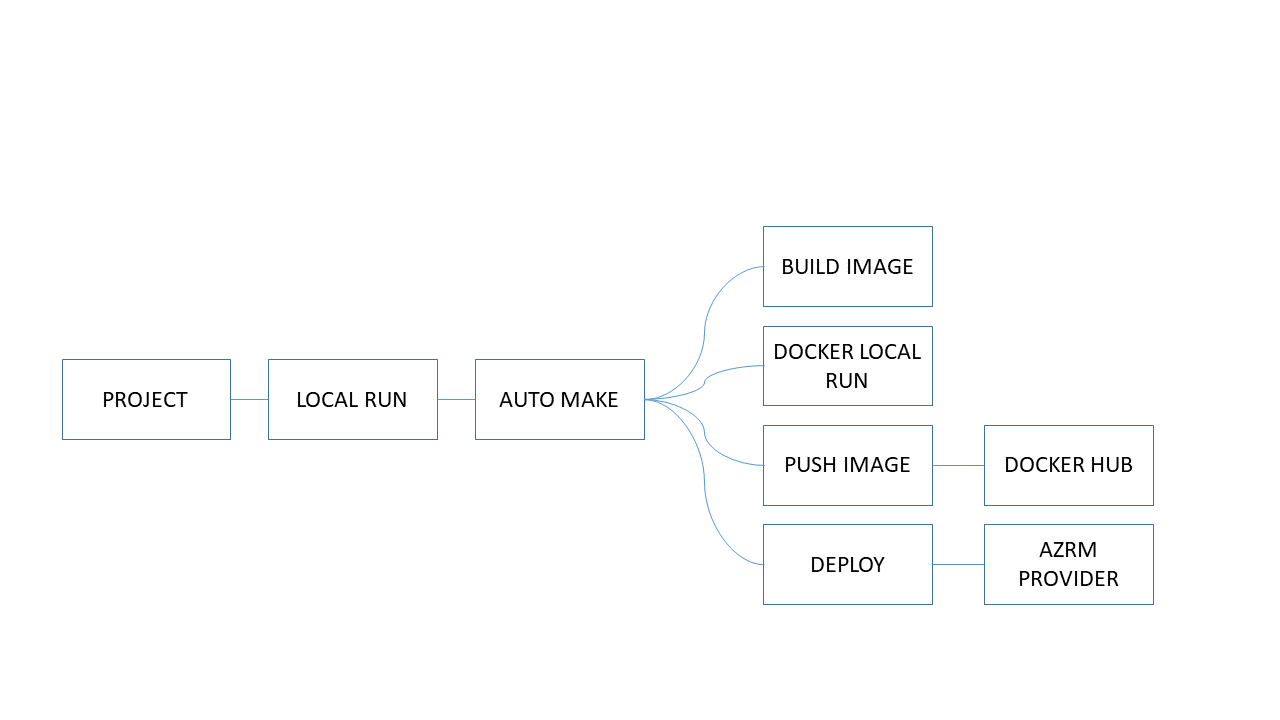 PROJECT
LOCAL RUN
AUTO MAKE
BUILD IMAGE
DOCKER LOCAL
RUN
PUSH IMAGE
DOCKER HUB
DEPLOY
AZRM
PROVIDER